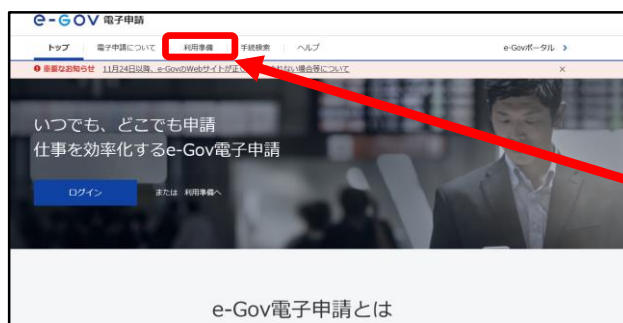 e-GOV 電子申請
トップ 電子申請について 利用準備 手続検索 ヘルプ e-Govポータル
重要なお知らせ 11月24日以降、e-GovのWebサイトが正 ない場合等について ×
いつでも、どこでも申請
仕事を効率化するe-Gov電子申請
ログイン または 利用準備へ
e-Gov電子申請とは